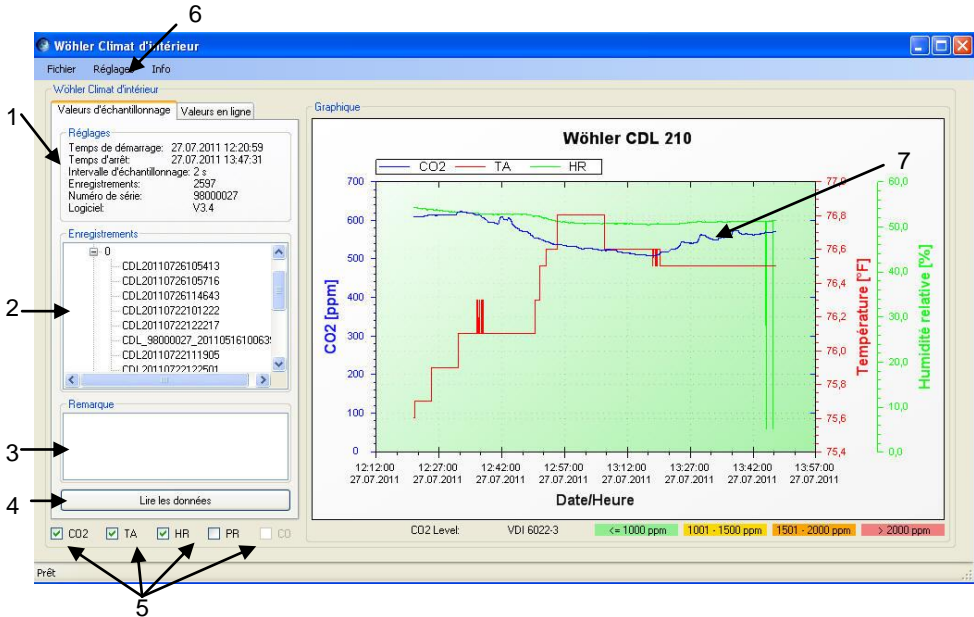 6
Wöhler Climat d'intérieur
Fichier Réglages Info
Wöhler Climat d'intérieur
Valeurs d'échantillonnage Valeurs en ligne
1
Réglages
Temps de démarrage: 27.07.2011 12:20:59
Temps d'arrêt: 27.07.2011 13:47:31
Intervalle d'échantillonnage: 2 s
Enregistrements: 2597
Numéro de série: 98000027
Logiciel: V3.4
Enregistrements
0
CDL20110726105413
CDL20110726105716
CDL20110726114643
CDL20110722101222
2
CDL20110722122217
CDL_98000027_2011051610063
CDL20110722111905
CDL20110722122501
Remarque
3
4
Lire les données
CO2 TA HR PR CO
5
Prêt
Graphique
Wöhler CDL 210
CO2 TA HR
7
700
600
500
400
300
200
100
0
CO2 [ppm]
77,0
76,8
76,6
76,4
76,2
76,0
75,8
75,6
75,4
Température [°F]
60,0
50,0
40,0
30,0
20,0
10,0
0,0
Humidité relative [%]
12:12:00 12:27:00 12:42:00 12:57:00 13:12:00 13:27:00 13:42:00 13:57:00
27.07.2011 27.07.2011 27.07.2011 27.07.2011 27.07.2011 27.07.2011 27.07.2011 27.07.2011
Date/Heure
CO2 Level: VDI 6022-3 <= 1000 ppm 1001 - 1500 ppm 1501 - 2000 ppm > 2000 ppm